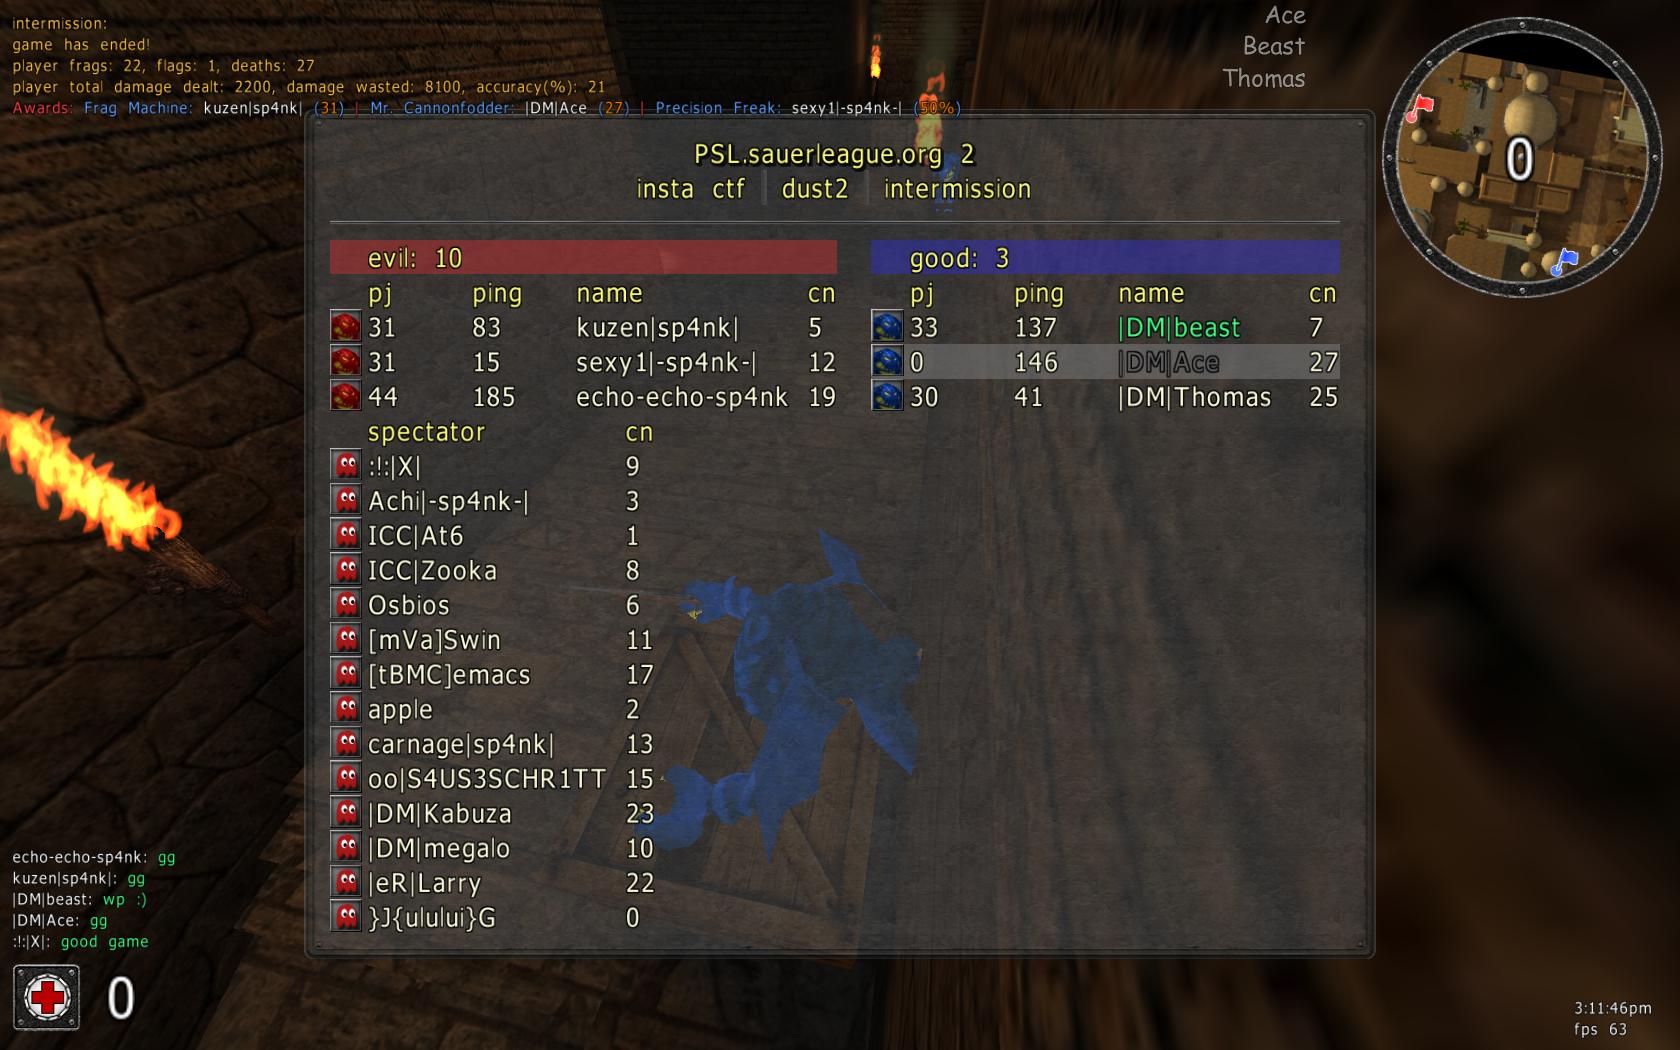 intermission:
game has ended!
player frags: 22, flags: 1, deaths: 27
player total damage dealt: 2200, damage wasted: 8100, accuracy(%): 21
Awards: Frag Machine: kuzen|sp4nk| (31) | Mr. Cannonfodder: |DM|Ace (27) | Precision Freak: sexy1|-sp4nk-| (50%)
Ace
Beast
Thomas
0
PSL.sauerleague.org 2
insta ctf | dust2 | intermission
evil: 10
pj ping name cn
31 83 kuzen|sp4nk| 5
31 15 sexy1|-sp4nk-| 12
44 185 echo-echo-sp4nk 19
good: 3
pj ping name cn
33 137 |DM|beast 7
0 146 |DM|Ace 27
30 41 |DM|Thomas 25
spectator cn
:!:|X| 9
Achi|-sp4nk-| 3
ICC|At6 1
ICC|Zooka 8
Osbios 6
[mVa]Swin 11
[tBMC]emacs 17
apple 2
carnage|sp4nk| 13
oo|S4US3SCHR1TT 15
|DM|Kabuza 23
|DM|megalo 10
|eR|Larry 22
}J{ulului}G 0
echo-echo-sp4nk: gg
kuzen|sp4nk|: gg
|DM|beast: wp :)
|DM|Ace: gg
:!:|X|: good game
0
3:11:46pm
fps 63